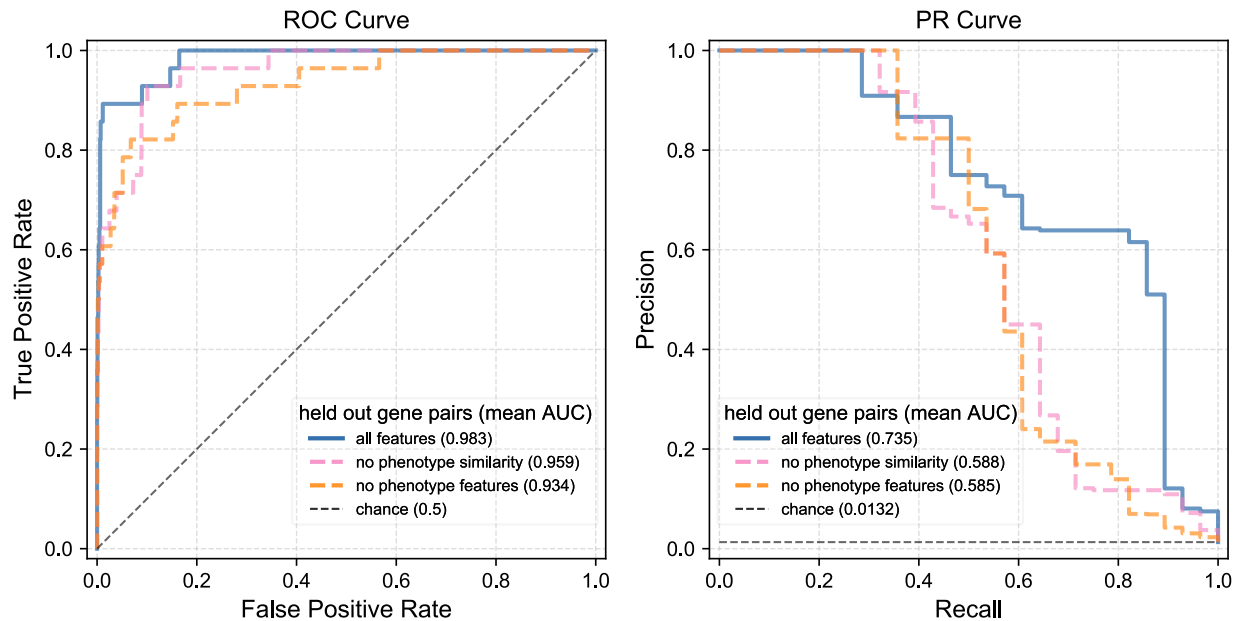 ROC Curve
1.0
0.8
0.6
0.4
0.2
0.0
True Positive Rate
held out gene pairs (mean AUC)
all features (0.983)
no phenotype similarity (0.959)
no phenotype features (0.934)
chance (0.5)
0.0 0.2 0.4 0.6 0.8 1.0
False Positive Rate
PR Curve
1.0
0.8
0.6
0.4
0.2
0.0
Precision
held out gene pairs (mean AUC)
all features (0.735)
no phenotype similarity (0.588)
no phenotype features (0.585)
chance (0.0132)
0.0 0.2 0.4 0.6 0.8 1.0
Recall